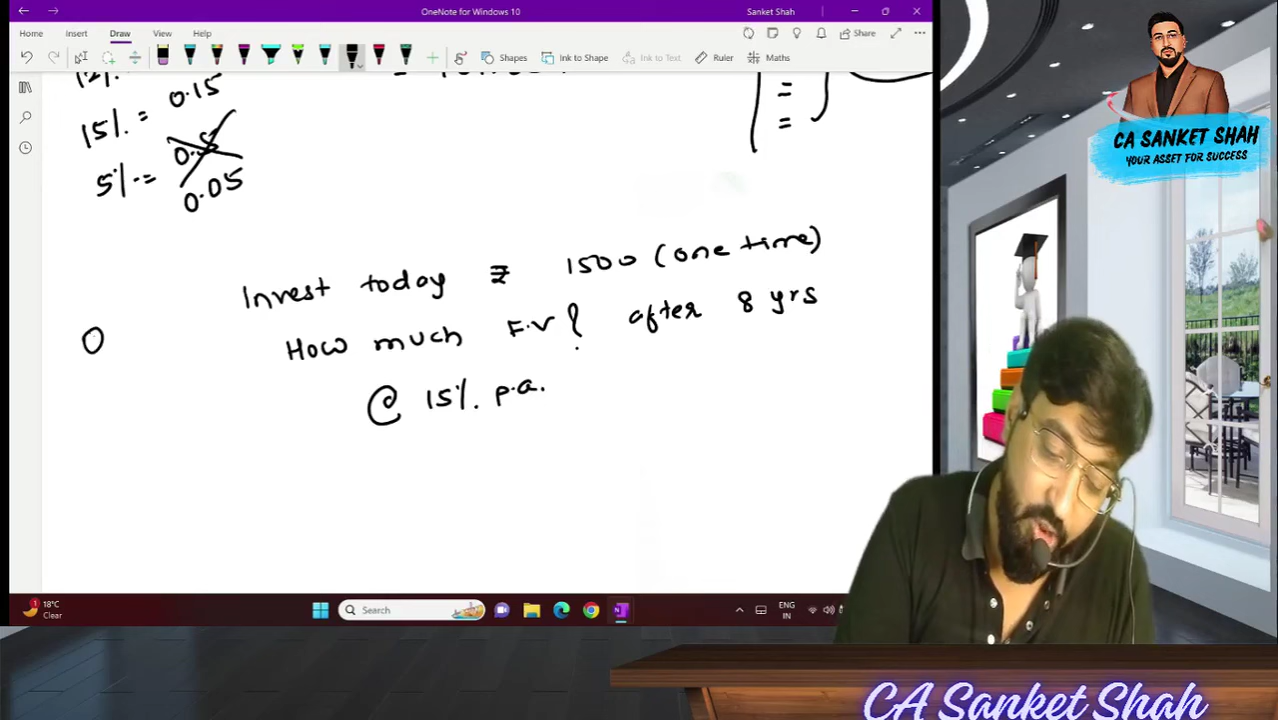 OneNote for Windows 10
Sanket Shah
Home Insert Draw View Help
Share
Shapes Ink to Shape Ink to Text Ruler Maths
15%. = 0.15
5%. = 0.5
0.05
=
=
Invest today ₹ 1500 (one time)
How much F.V ? after 8 yrs
@ 15%. p.a.
CA SANKET SHAH
YOUR ASSET FOR SUCCESS
1
18°C
Clear
Search
ENG
IN
CA Sanket Shah